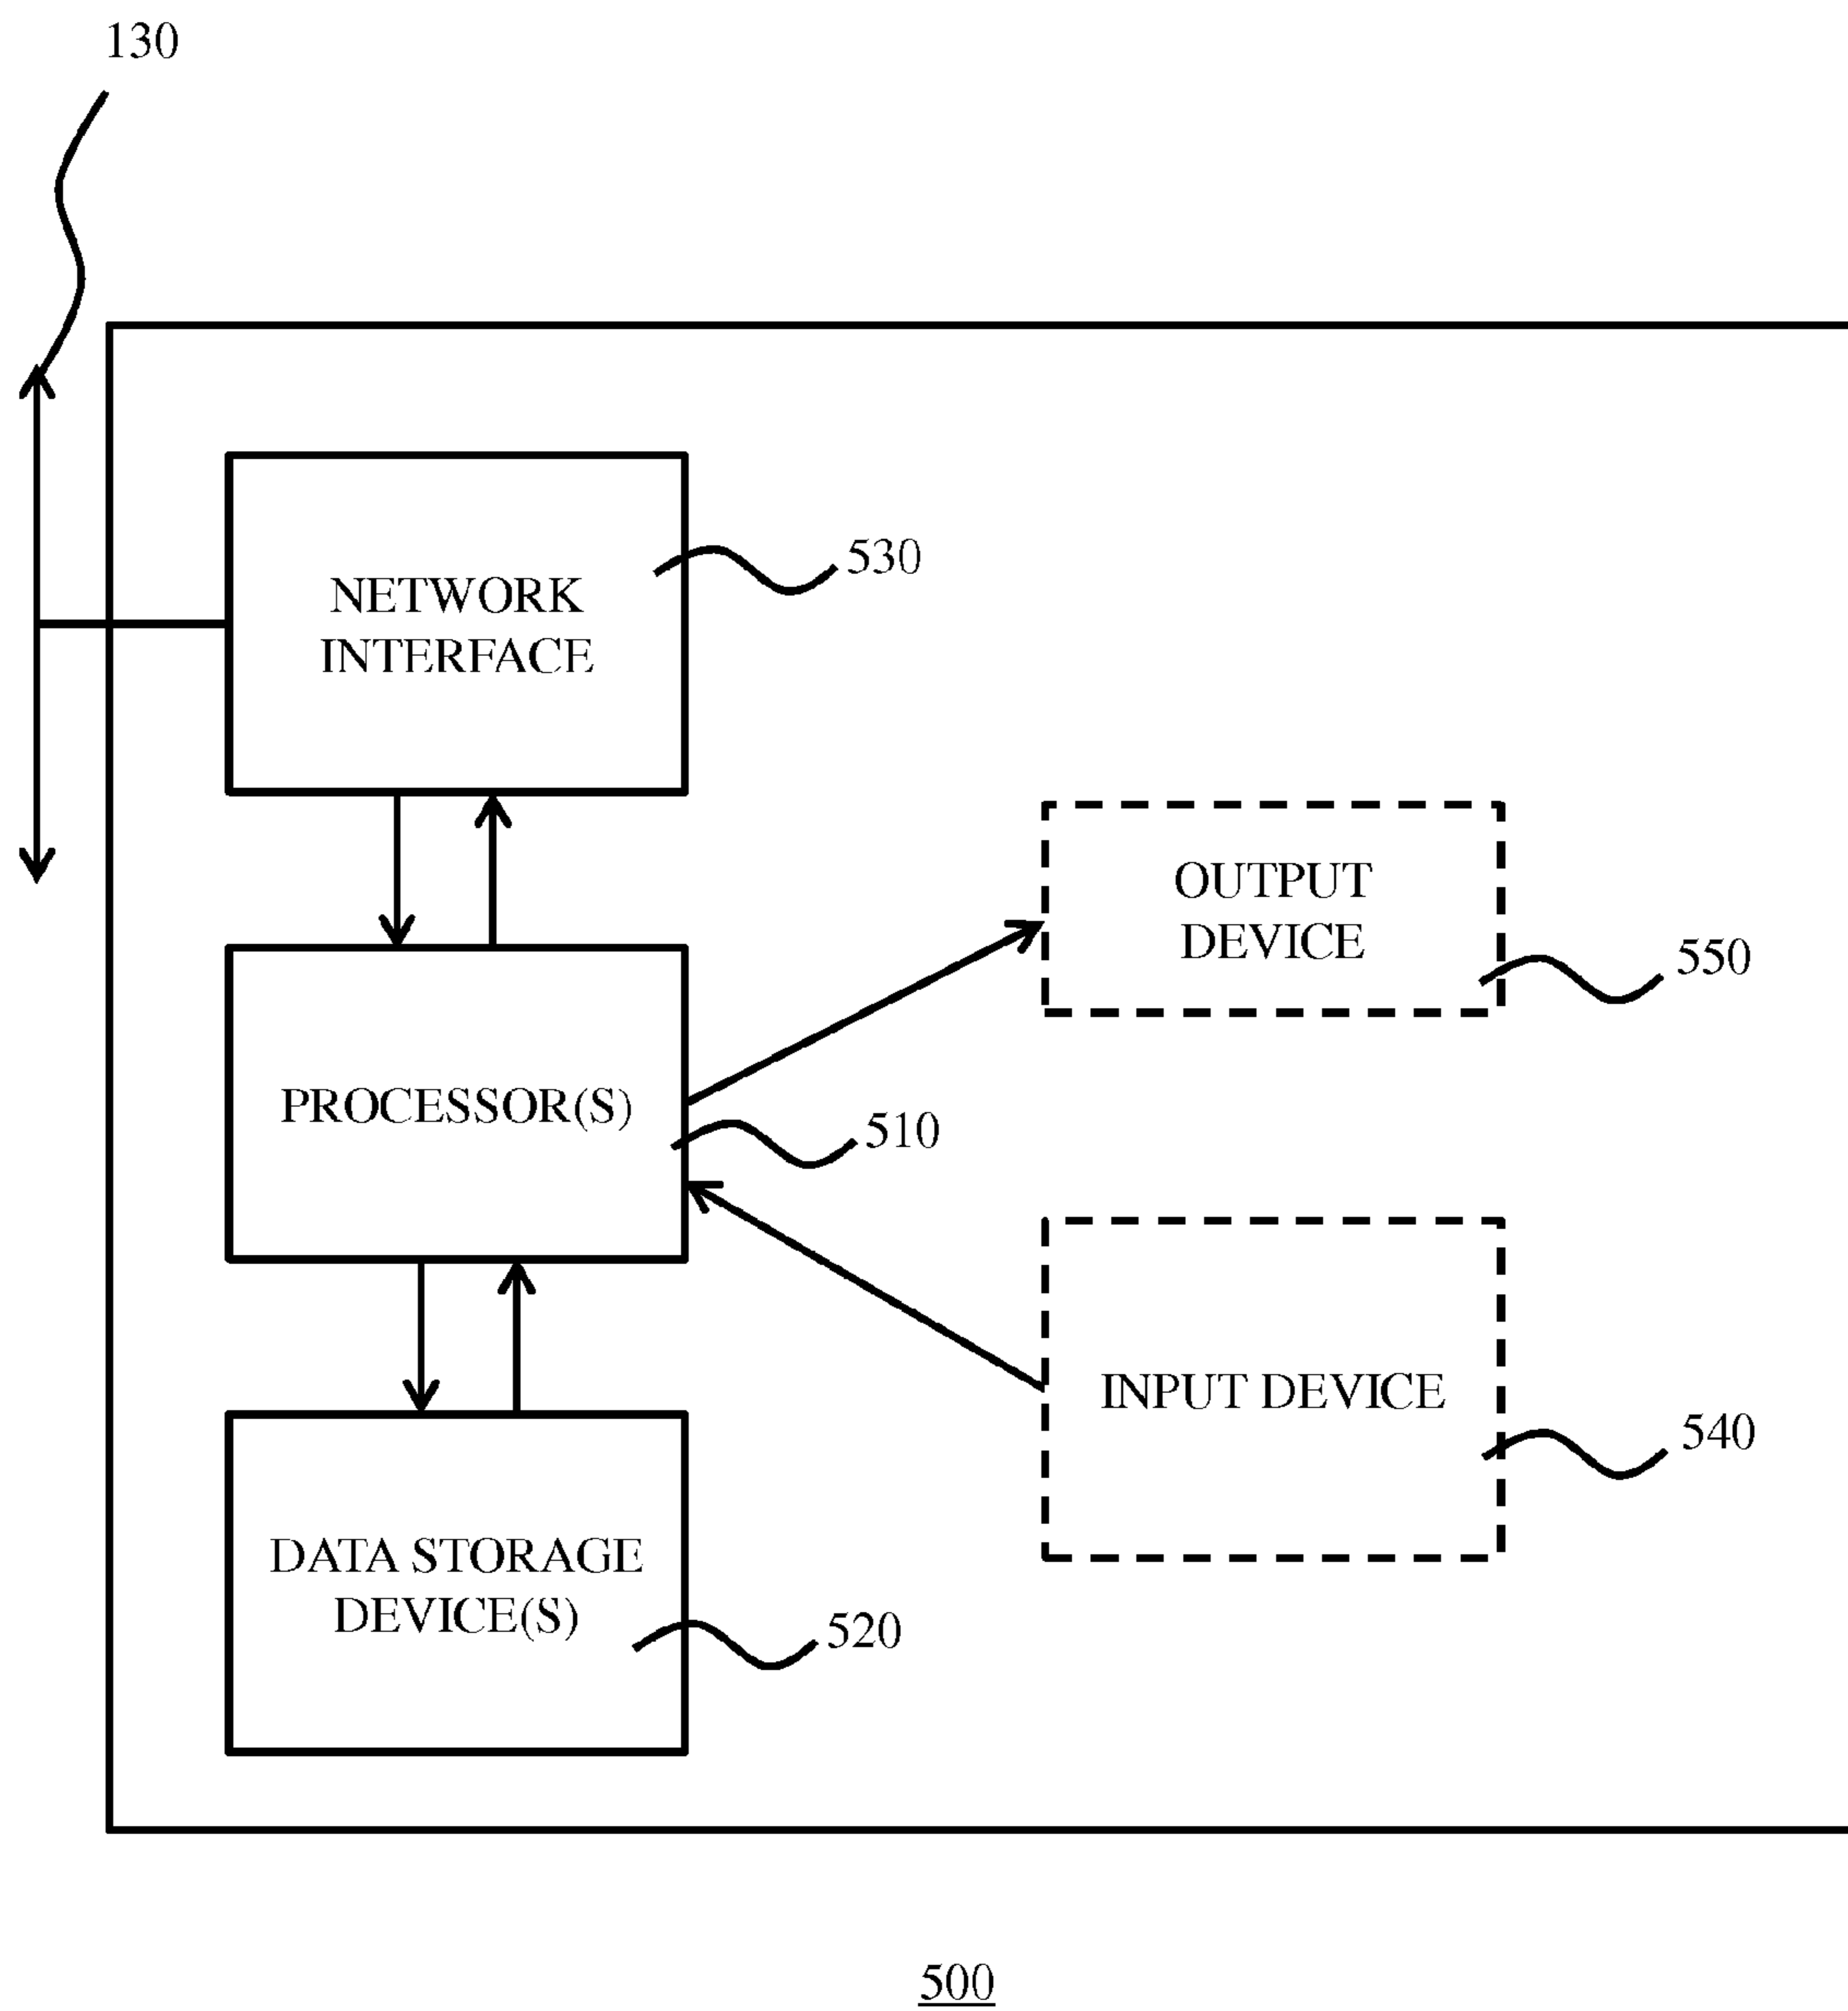 130
NETWORK
INTERFACE
530
OUTPUT
DEVICE
550
PROCESSOR(S)
510
INPUT DEVICE
540
DATA STORAGE
DEVICE(S)
520
500